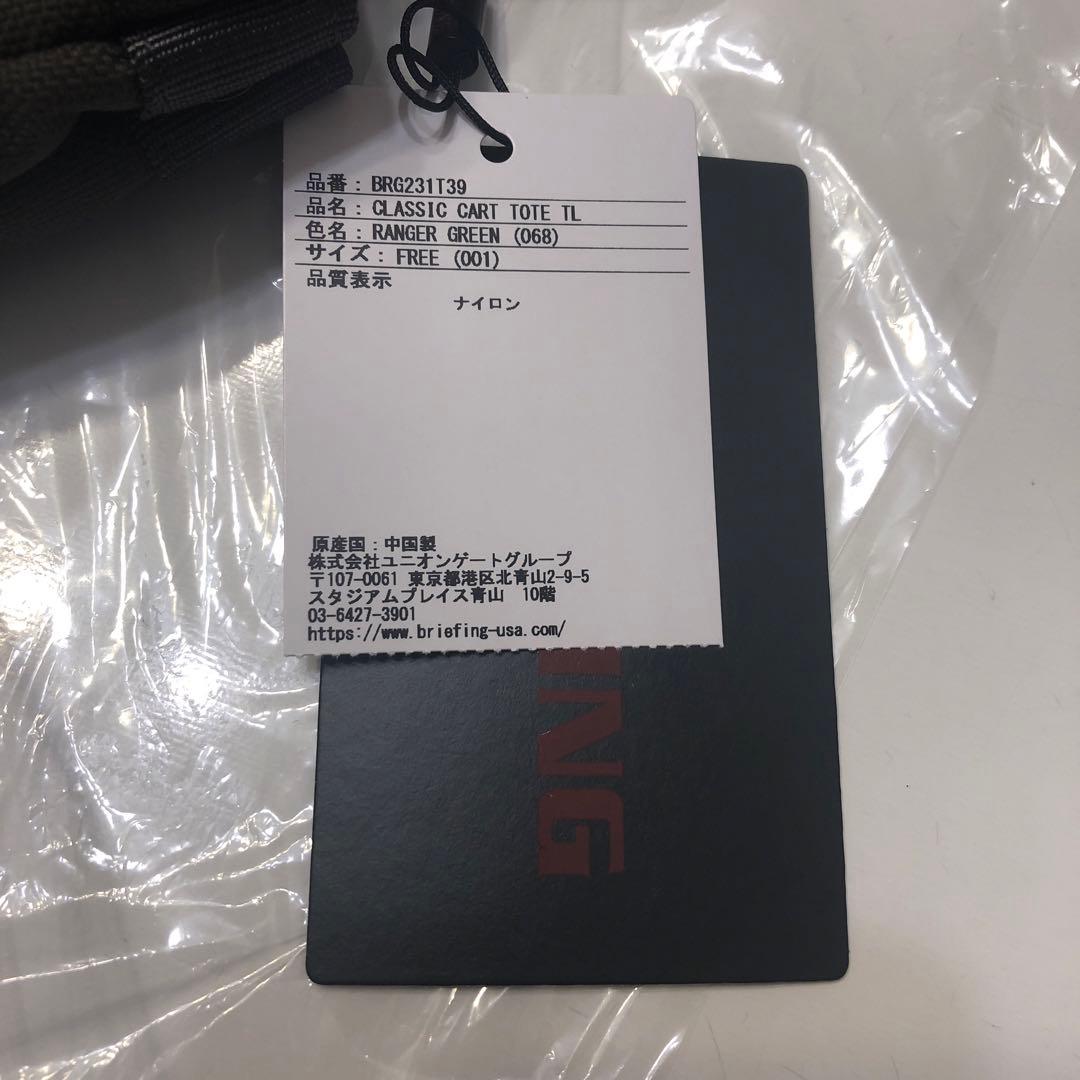 品番：BRG231T39
品名：CLASSIC CART TOTE TL
色名：RANGER GREEN (068)
サイズ：FREE (001)
品質表示
ナイロン
原産国：中国製
株式会社ユニオンゲートグループ
〒107-0061 東京都港区北青山2-9-5
スタジアムプレイス青山 10階
03-6427-3901
https://www.briefing-usa.com/
ING